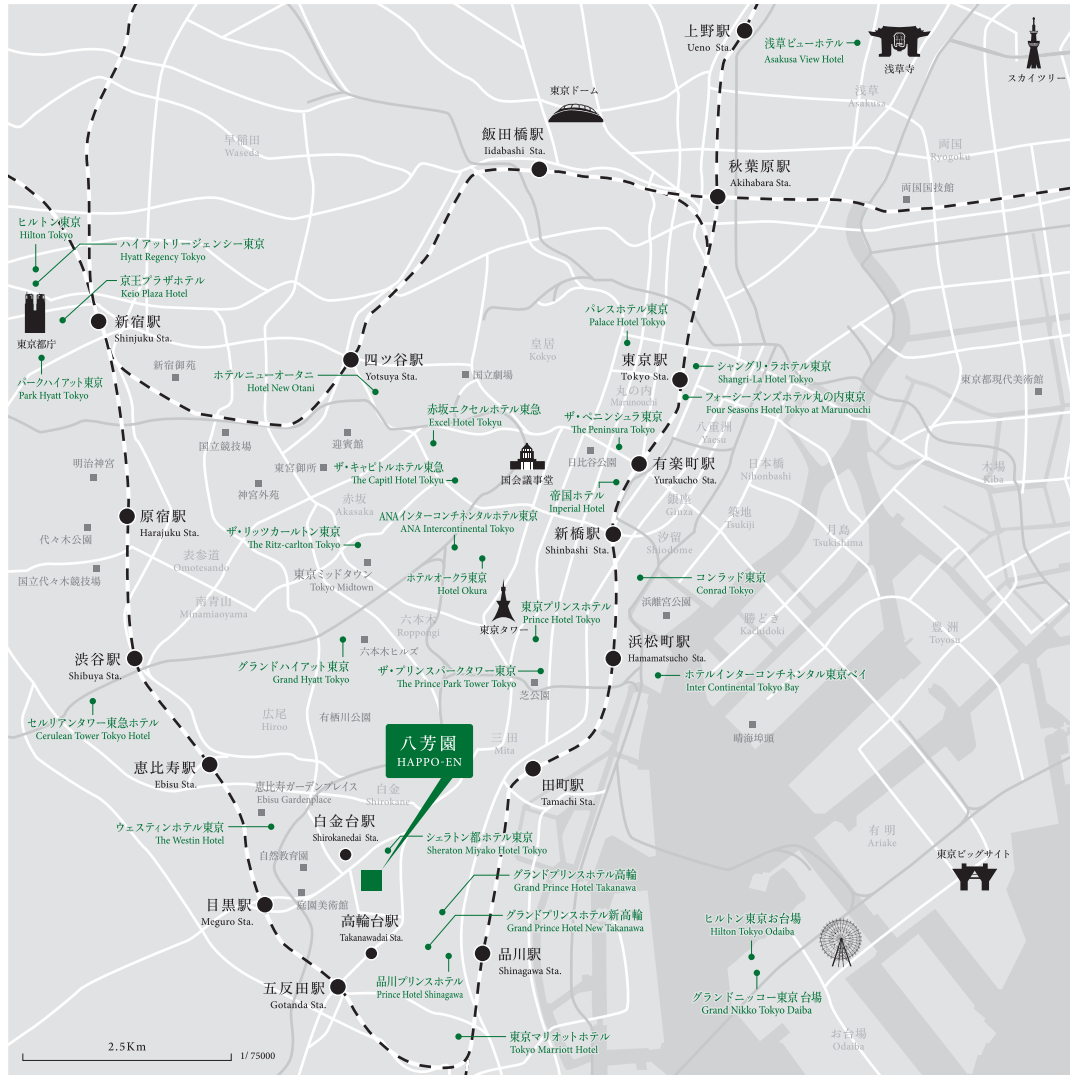 上野駅
Ueno Sta.
浅草ビューホテル
Asakusa View Hotel
浅草寺
スカイツリー
浅草
Asakusa
東京ドーム
飯田橋駅
Iidabashi Sta.
早稲田
Waseda
両国
Ryogoku
秋葉原駅
Akihabara Sta.
両国国技館
ヒルトン東京
Hilton Tokyo
ハイアットリージェンシー東京
Hyatt Regency Tokyo
京王プラザホテル
Keio Plaza Hotel
新宿駅
Shinjuku Sta.
東京都庁
パークハイアット東京
Park Hyatt Tokyo
新宿御苑
四ツ谷駅
Yotsuya Sta.
ホテルニューオータニ
Hotel New Otani
国立劇場
皇居
Kokyo
パレスホテル東京
Palace Hotel Tokyo
東京駅
Tokyo Sta.
シャングリ・ラホテル東京
Shangri-La Hotel Tokyo
丸の内
Marunouchi
フォーシーズンズホテル丸の内東京
Four Seasons Hotel Tokyo at Marunouchi
東京都現代美術館
赤坂エクセルホテル東急
Excel Hotel Tokyu
ザ・ペニンシュラ東京
The Peninsura Tokyo
八重洲
Yaesu
国立競技場
迎賓館
明治神宮
東宮御所
ザ・キャピトルホテル東急
The Capitl Hotel Tokyu
国会議事堂
日比谷公園
有楽町駅
Yurakucho Sta.
日本橋
Nihonbashi
木場
Kiba
神宮外苑
赤坂
Akasaka
帝国ホテル
Inperial Hotel
銀座
Ginza
築地
Tsukiji
原宿駅
Harajuku Sta.
ANAインターコンチネンタルホテル東京
ANA Intercontinental Tokyo
新橋駅
Shinbashi Sta.
汐留
Shiodome
月島
Tsukishima
代々木公園
ザ・リッツカールトン東京
The Ritz-carlton Tokyo
表参道
Omotesando
国立代々木競技場
東京ミッドタウン
Tokyo Midtown
ホテルオークラ東京
Hotel Okura
コンラッド東京
Conrad Tokyo
南青山
Minamiaoyama
六本木
Roppongi
東京タワー
東京プリンスホテル
Prince Hotel Tokyo
浜離宮公園
勝どき
Kachidoki
豊洲
Toyosu
渋谷駅
Shibuya Sta.
六本木ヒルズ
グランドハイアット東京
Grand Hyatt Tokyo
ザ・プリンスパークタワー東京
The Prince Park Tower Tokyo
芝公園
浜松町駅
Hamamatsucho Sta.
ホテルインターコンチネンタル東京ベイ
Inter Continental Tokyo Bay
セルリアンタワー東急ホテル
Cerulean Tower Tokyo Hotel
広尾
Hiroo
有栖川公園
八芳園
HAPPO-EN
三田
Mita
晴海埠頭
恵比寿駅
Ebisu Sta.
恵比寿ガーデンプレイス
Ebisu Gardenplace
白金
Shirokane
田町駅
Tamachi Sta.
ウェスティンホテル東京
The Westin Hotel
白金台駅
Shirokanedai Sta.
シェラトン都ホテル東京
Sheraton Miyako Hotel Tokyo
有明
Ariake
東京ビッグサイト
自然教育園
グランドプリンスホテル高輪
Grand Prince Hotel Takanawa
目黒駅
Meguro Sta.
庭園美術館
高輪台駅
Takanawadai Sta.
グランドプリンスホテル新高輪
Grand Prince Hotel New Takanawa
ヒルトン東京お台場
Hilton Tokyo Odaiba
品川駅
Shinagawa Sta.
五反田駅
Gotanda Sta.
品川プリンスホテル
Prince Hotel Shinagawa
グランドニッコー東京 台場
Grand Nikko Tokyo Daiba
東京マリオットホテル
Tokyo Marriott Hotel
お台場
Odaiba
2.5Km
1/ 75000